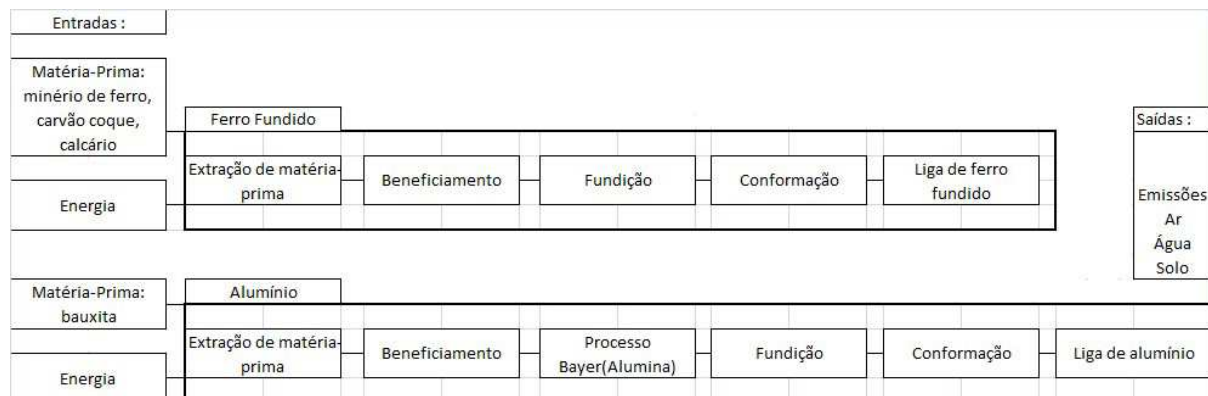 Entradas :
Matéria-Prima:
minério de ferro,
carvão coque,
calcário
Energia
Ferro Fundido
Extração de matéria-
prima
Beneficiamento
Fundição
Conformação
Liga de ferro
fundido
Saídas :
Emissões
Ar
Água
Solo
Matéria-Prima:
bauxita
Energia
Alumínio
Extração de matéria-
prima
Beneficiamento
Processo
Bayer(Alumina)
Fundição
Conformação
Liga de alumínio